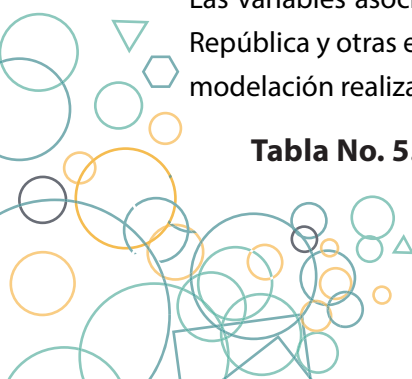 Las variables asoci
República y otras e
modelación realiza
Tabla No. 5